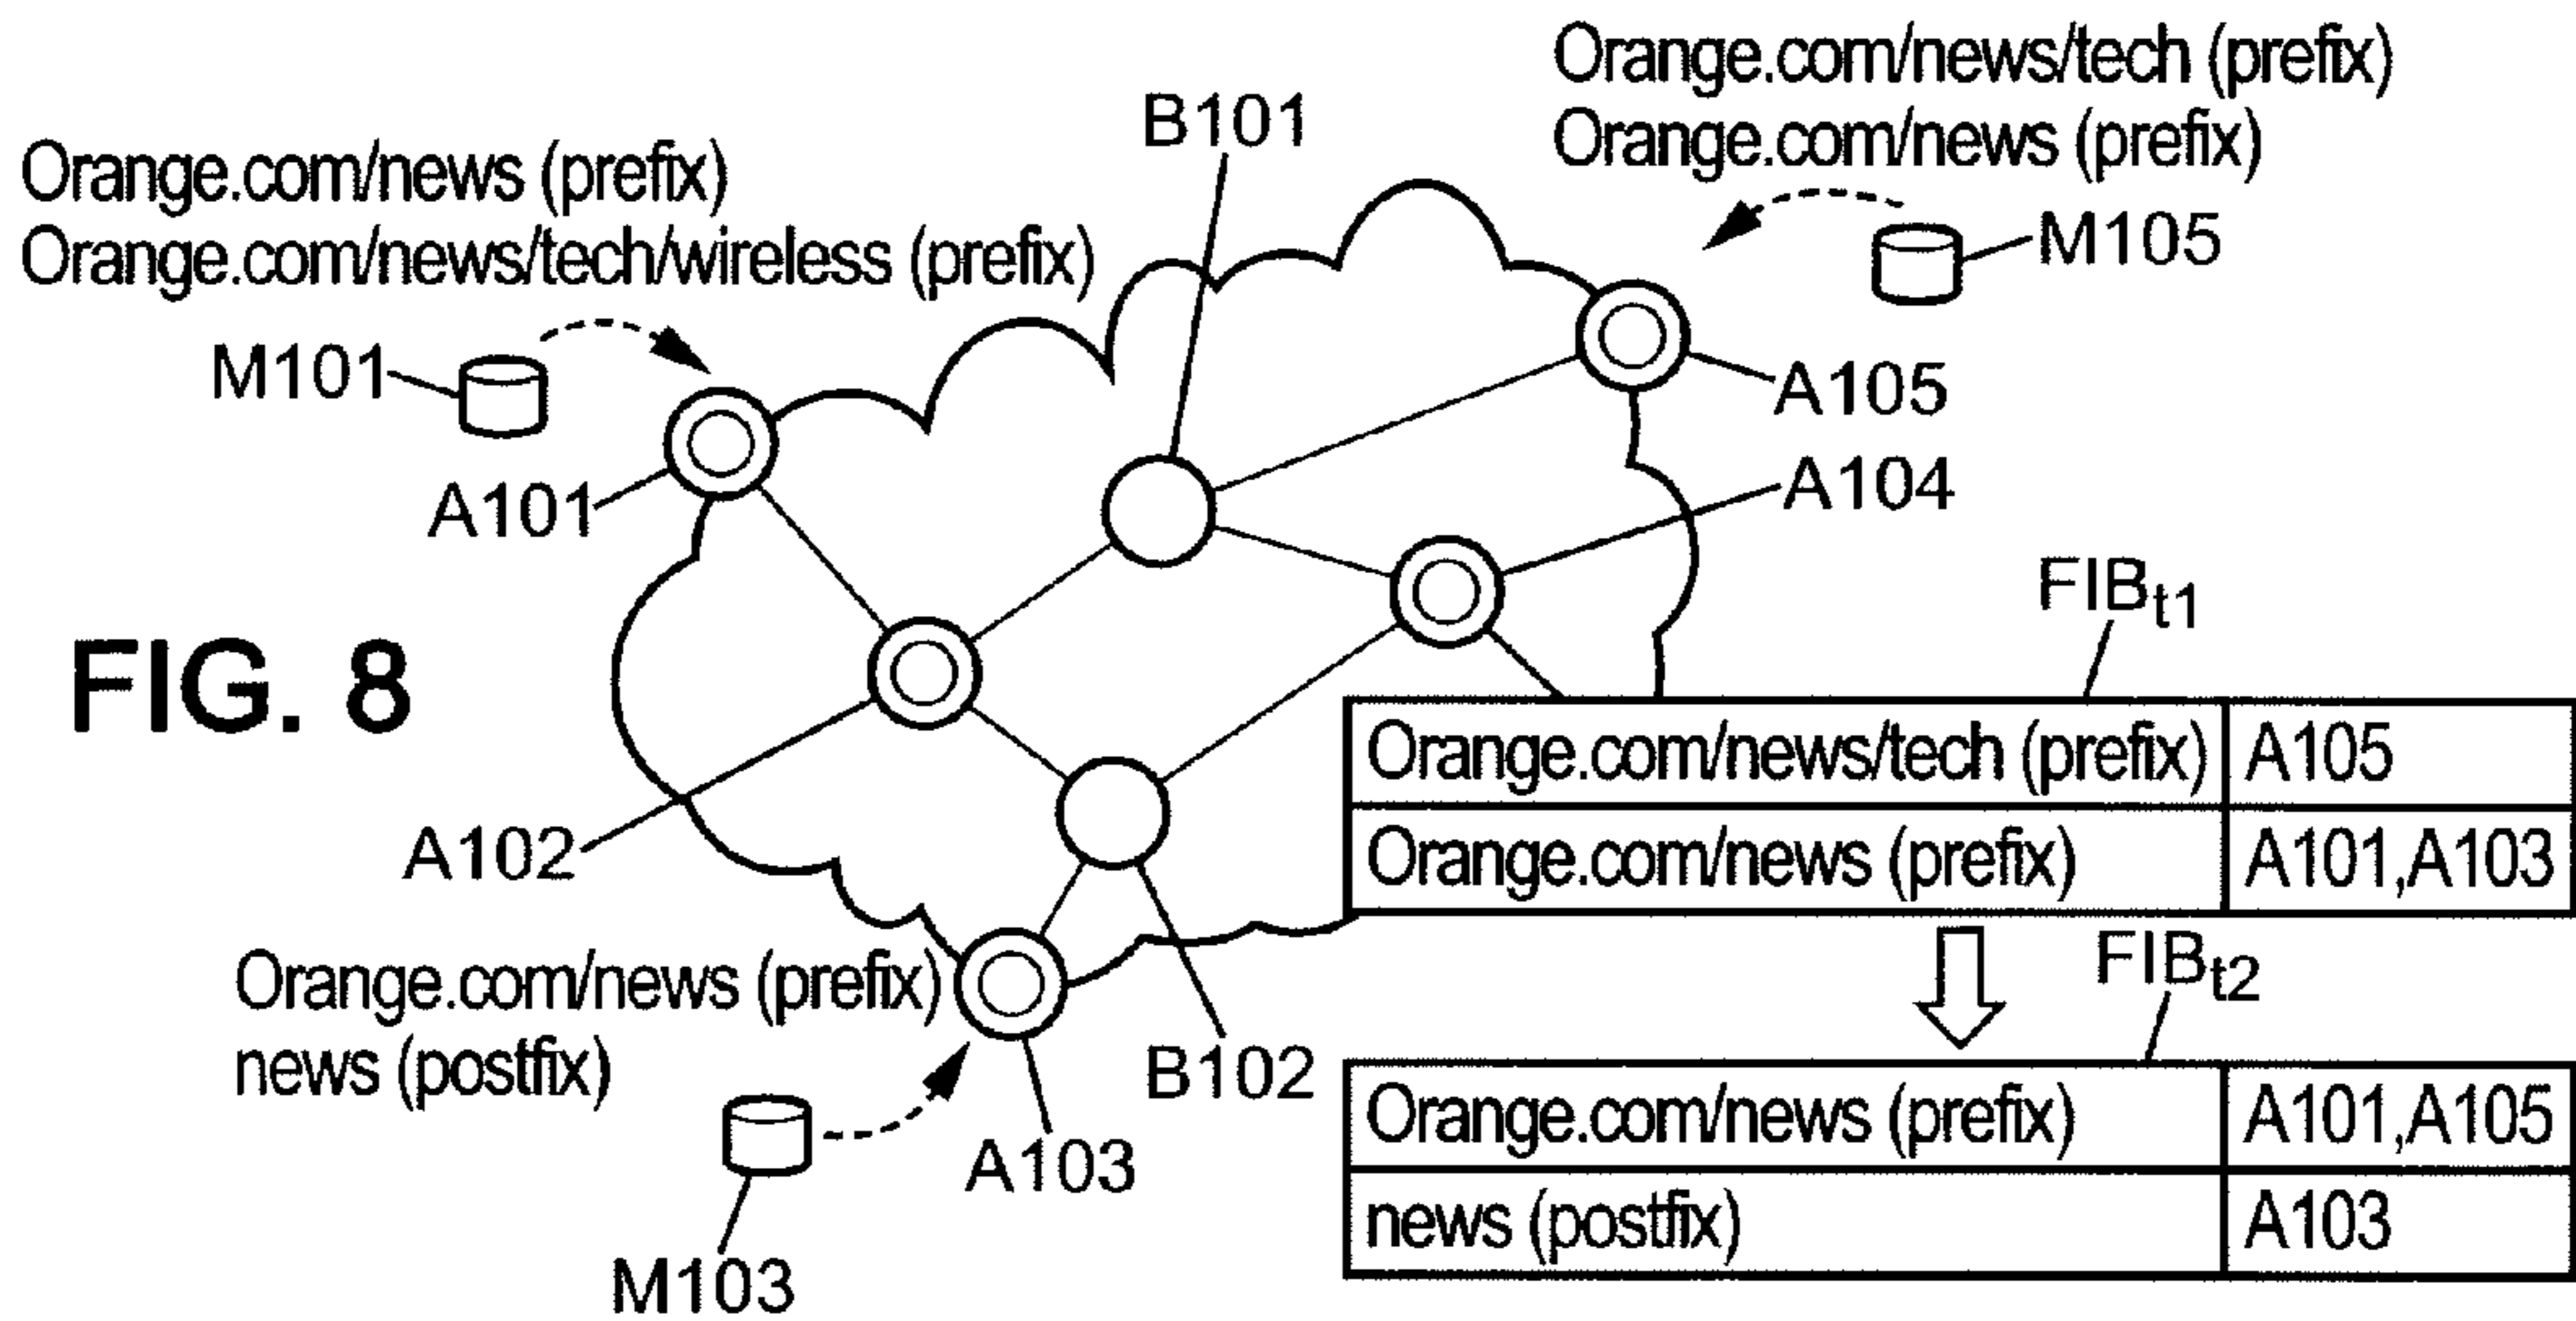 Orange.com/news/tech (prefix)
Orange.com/news (prefix)
B101
Orange.com/news (prefix)
Orange.com/news/tech/wireless (prefix)
M105
M101
A105
A101
A104
FIBt1
FIG. 8
Orange.com/news/tech (prefix) A105
A102
Orange.com/news (prefix) A101,A103
FIBt2
Orange.com/news (prefix)
news (postfix)
B102
Orange.com/news (prefix) A101,A105
A103
news (postfix) A103
M103